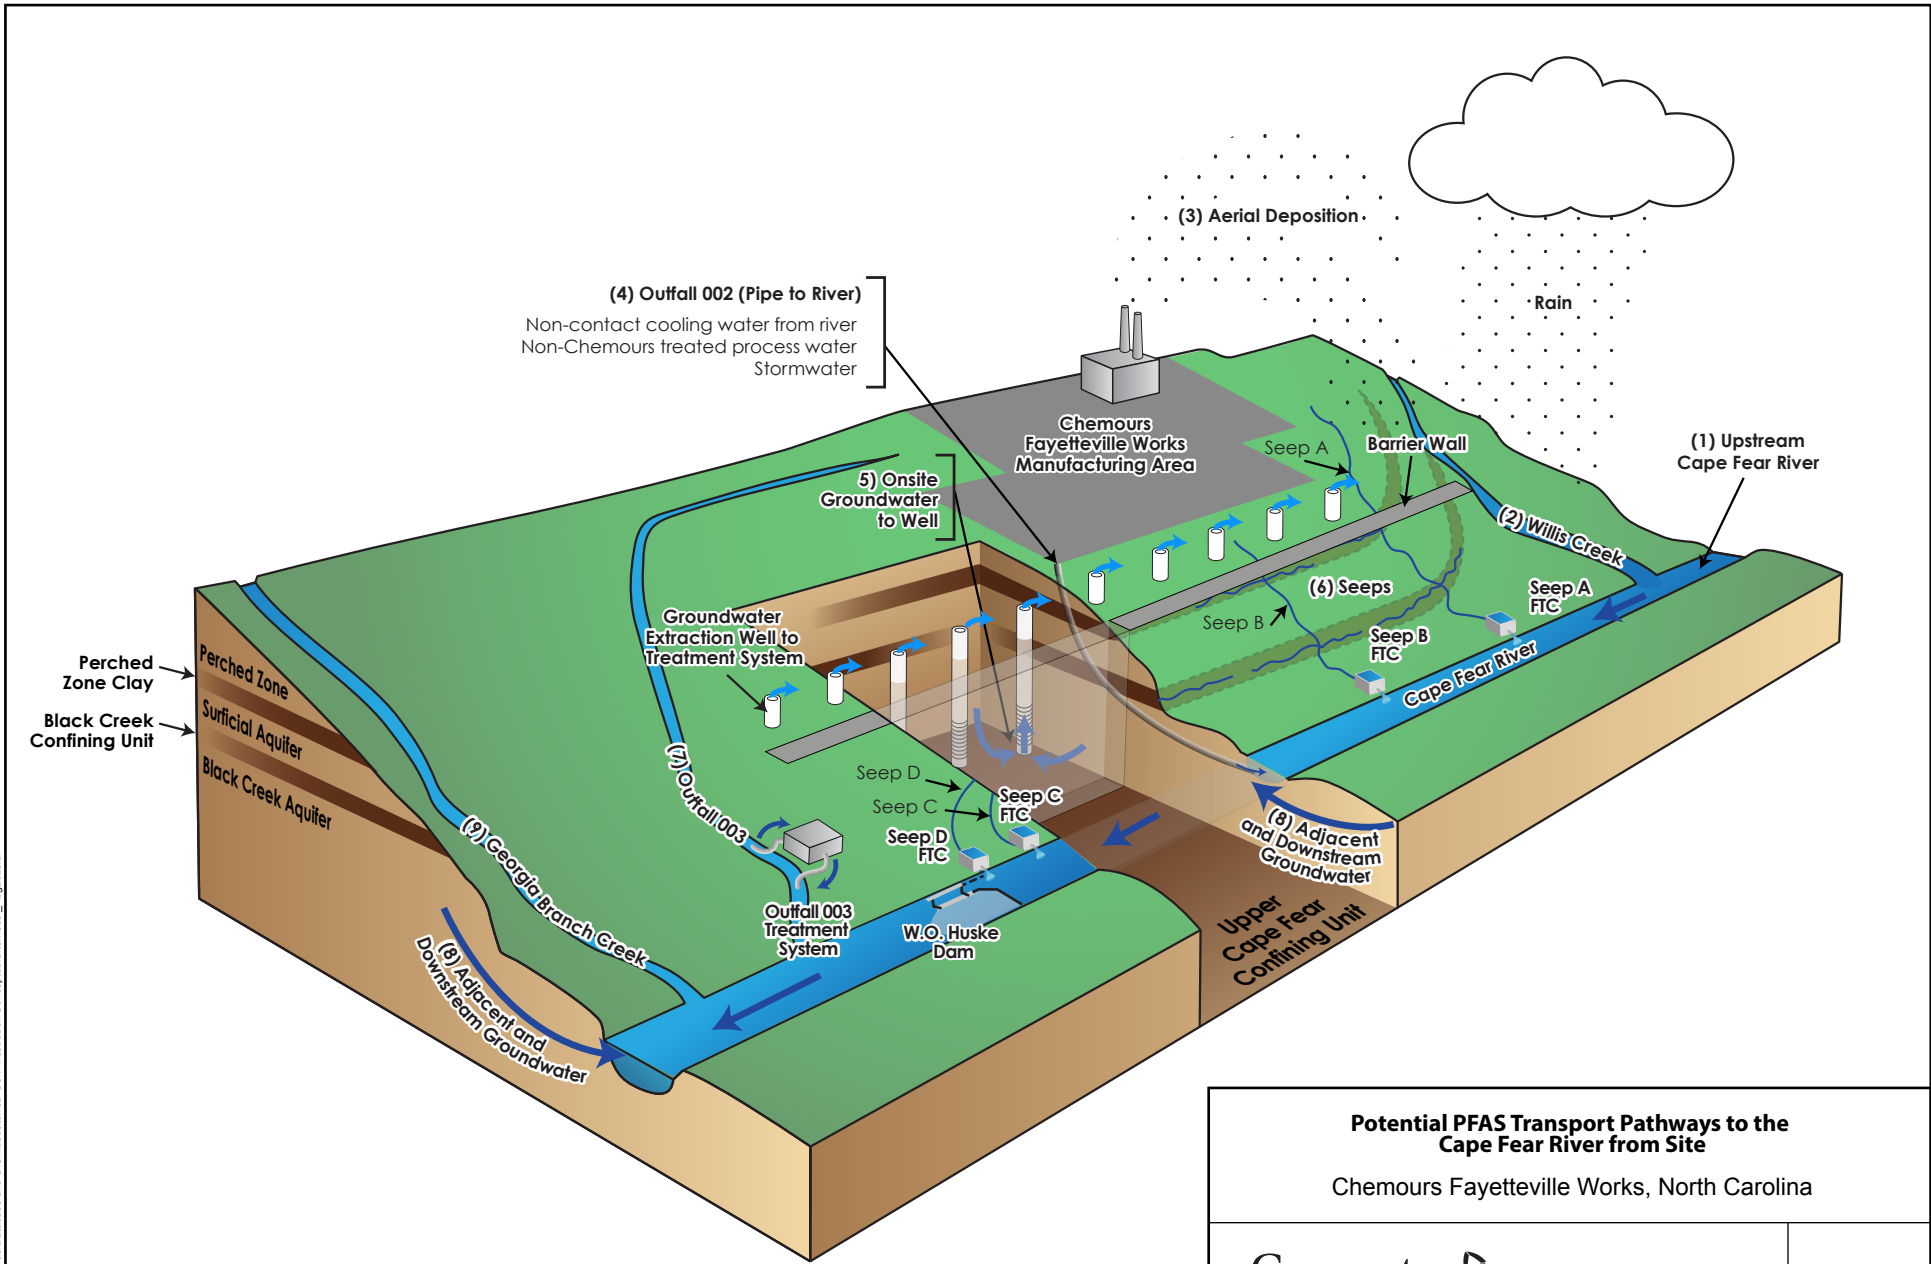 (3) Aerial Deposition
Rain
(4) Outfall 002 (Pipe to River)
Non-contact cooling water from river
Non-Chemours treated process water
Stormwater
Chemours
Fayetteville Works
Manufacturing Area
Seep A
Barrier Wall
(1) Upstream
Cape Fear River
5) Onsite
Groundwater
to Well
(2) Willis Creek
(6) Seeps
Seep A
FTC
Seep B
Seep B
FTC
Cape Fear River
Groundwater
Extraction Well to
Treatment System
Perched
Zone Clay
Black Creek
Confining Unit
Perched Zone
Surficial Aquifer
Black Creek Aquifer
(7) Outfall 003
Seep D
Seep C
Seep C
FTC
Seep D
FTC
(8) Adjacent
and Downstream
Groundwater
(9) Georgia Branch Creek
Outfall 003
Treatment
System
W.O. Huske
Dam
Upper
Cape Fear
Confining Unit
(8) Adjacent and
Downstream Groundwater
Potential PFAS Transport Pathways to the
Cape Fear River from Site
Chemours Fayetteville Works, North Carolina